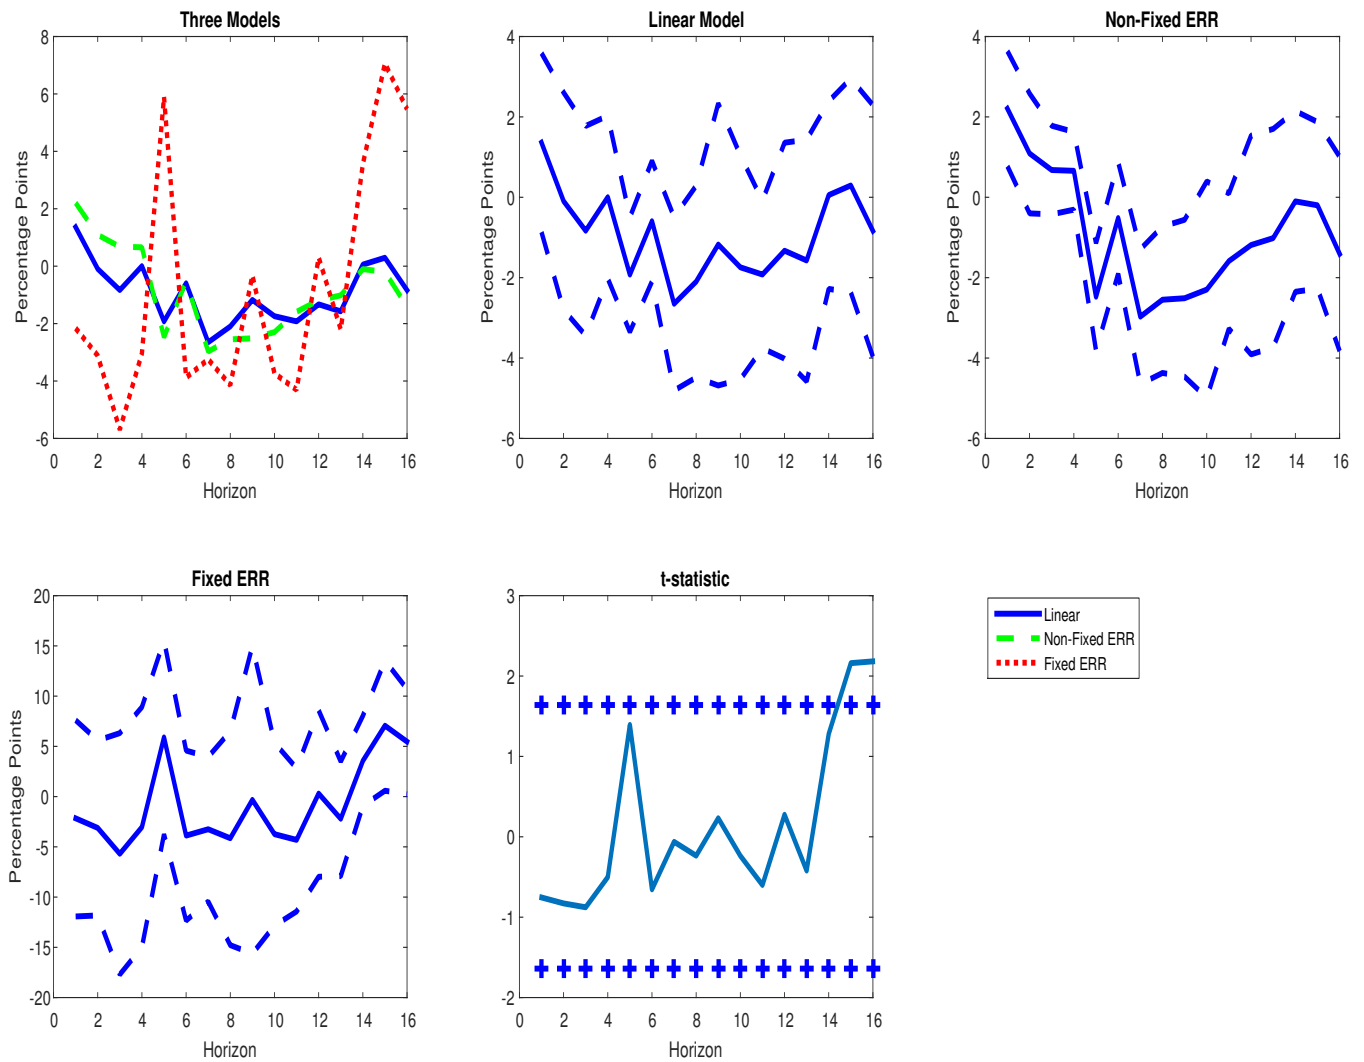 Three Models
Linear Model
Non-Fixed ERR
Percentage Points
8
6
4
2
0
-2
-4
-6
0 2 4 6 8 10 12 14 16
Horizon
Percentage Points
4
2
0
-2
-4
-6
0 2 4 6 8 10 12 14 16
Horizon
Percentage Points
4
2
0
-2
-4
-6
0 2 4 6 8 10 12 14 16
Horizon
Fixed ERR
Percentage Points
20
15
10
5
0
-5
-10
-15
-20
0 2 4 6 8 10 12 14 16
Horizon
t-statistic
3
2
1
0
-1
-2
0 2 4 6 8 10 12 14 16
Horizon
Linear
Non-Fixed ERR
Fixed ERR